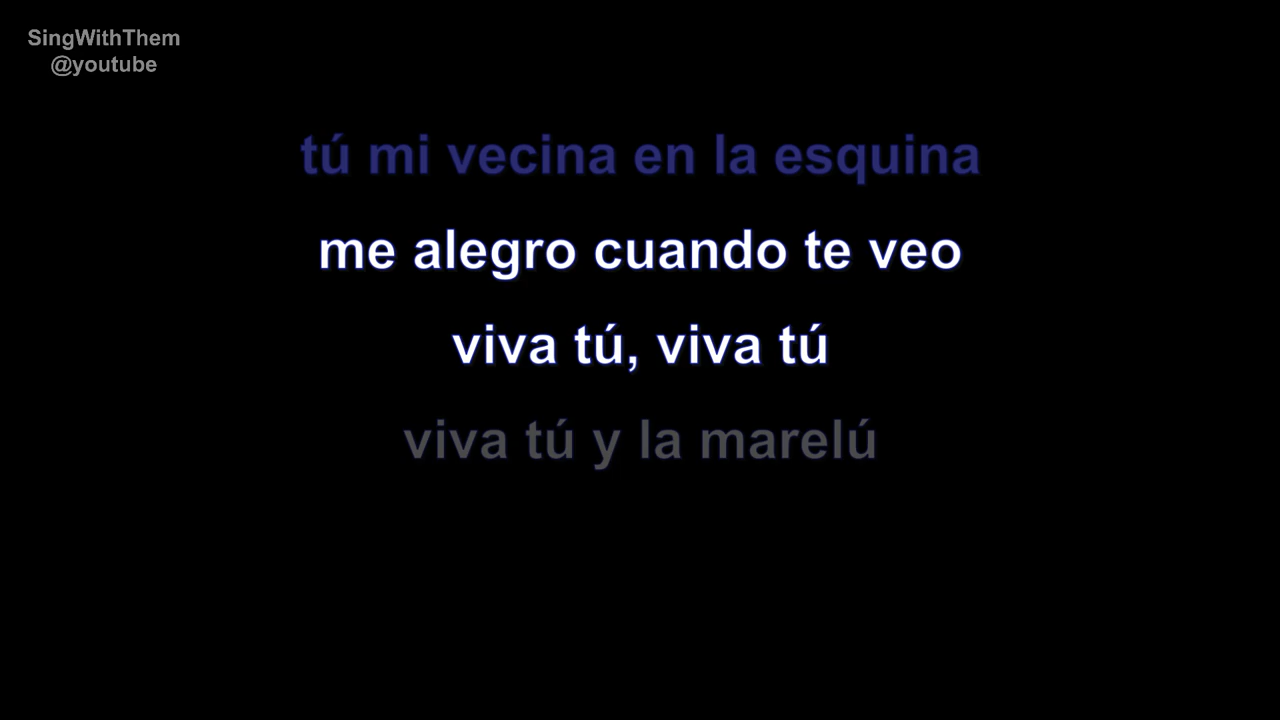 SingWithThem
@youtube
tú mi vecina en la esquina
me alegro cuando te veo
viva tú, viva tú
viva tú y la marelú